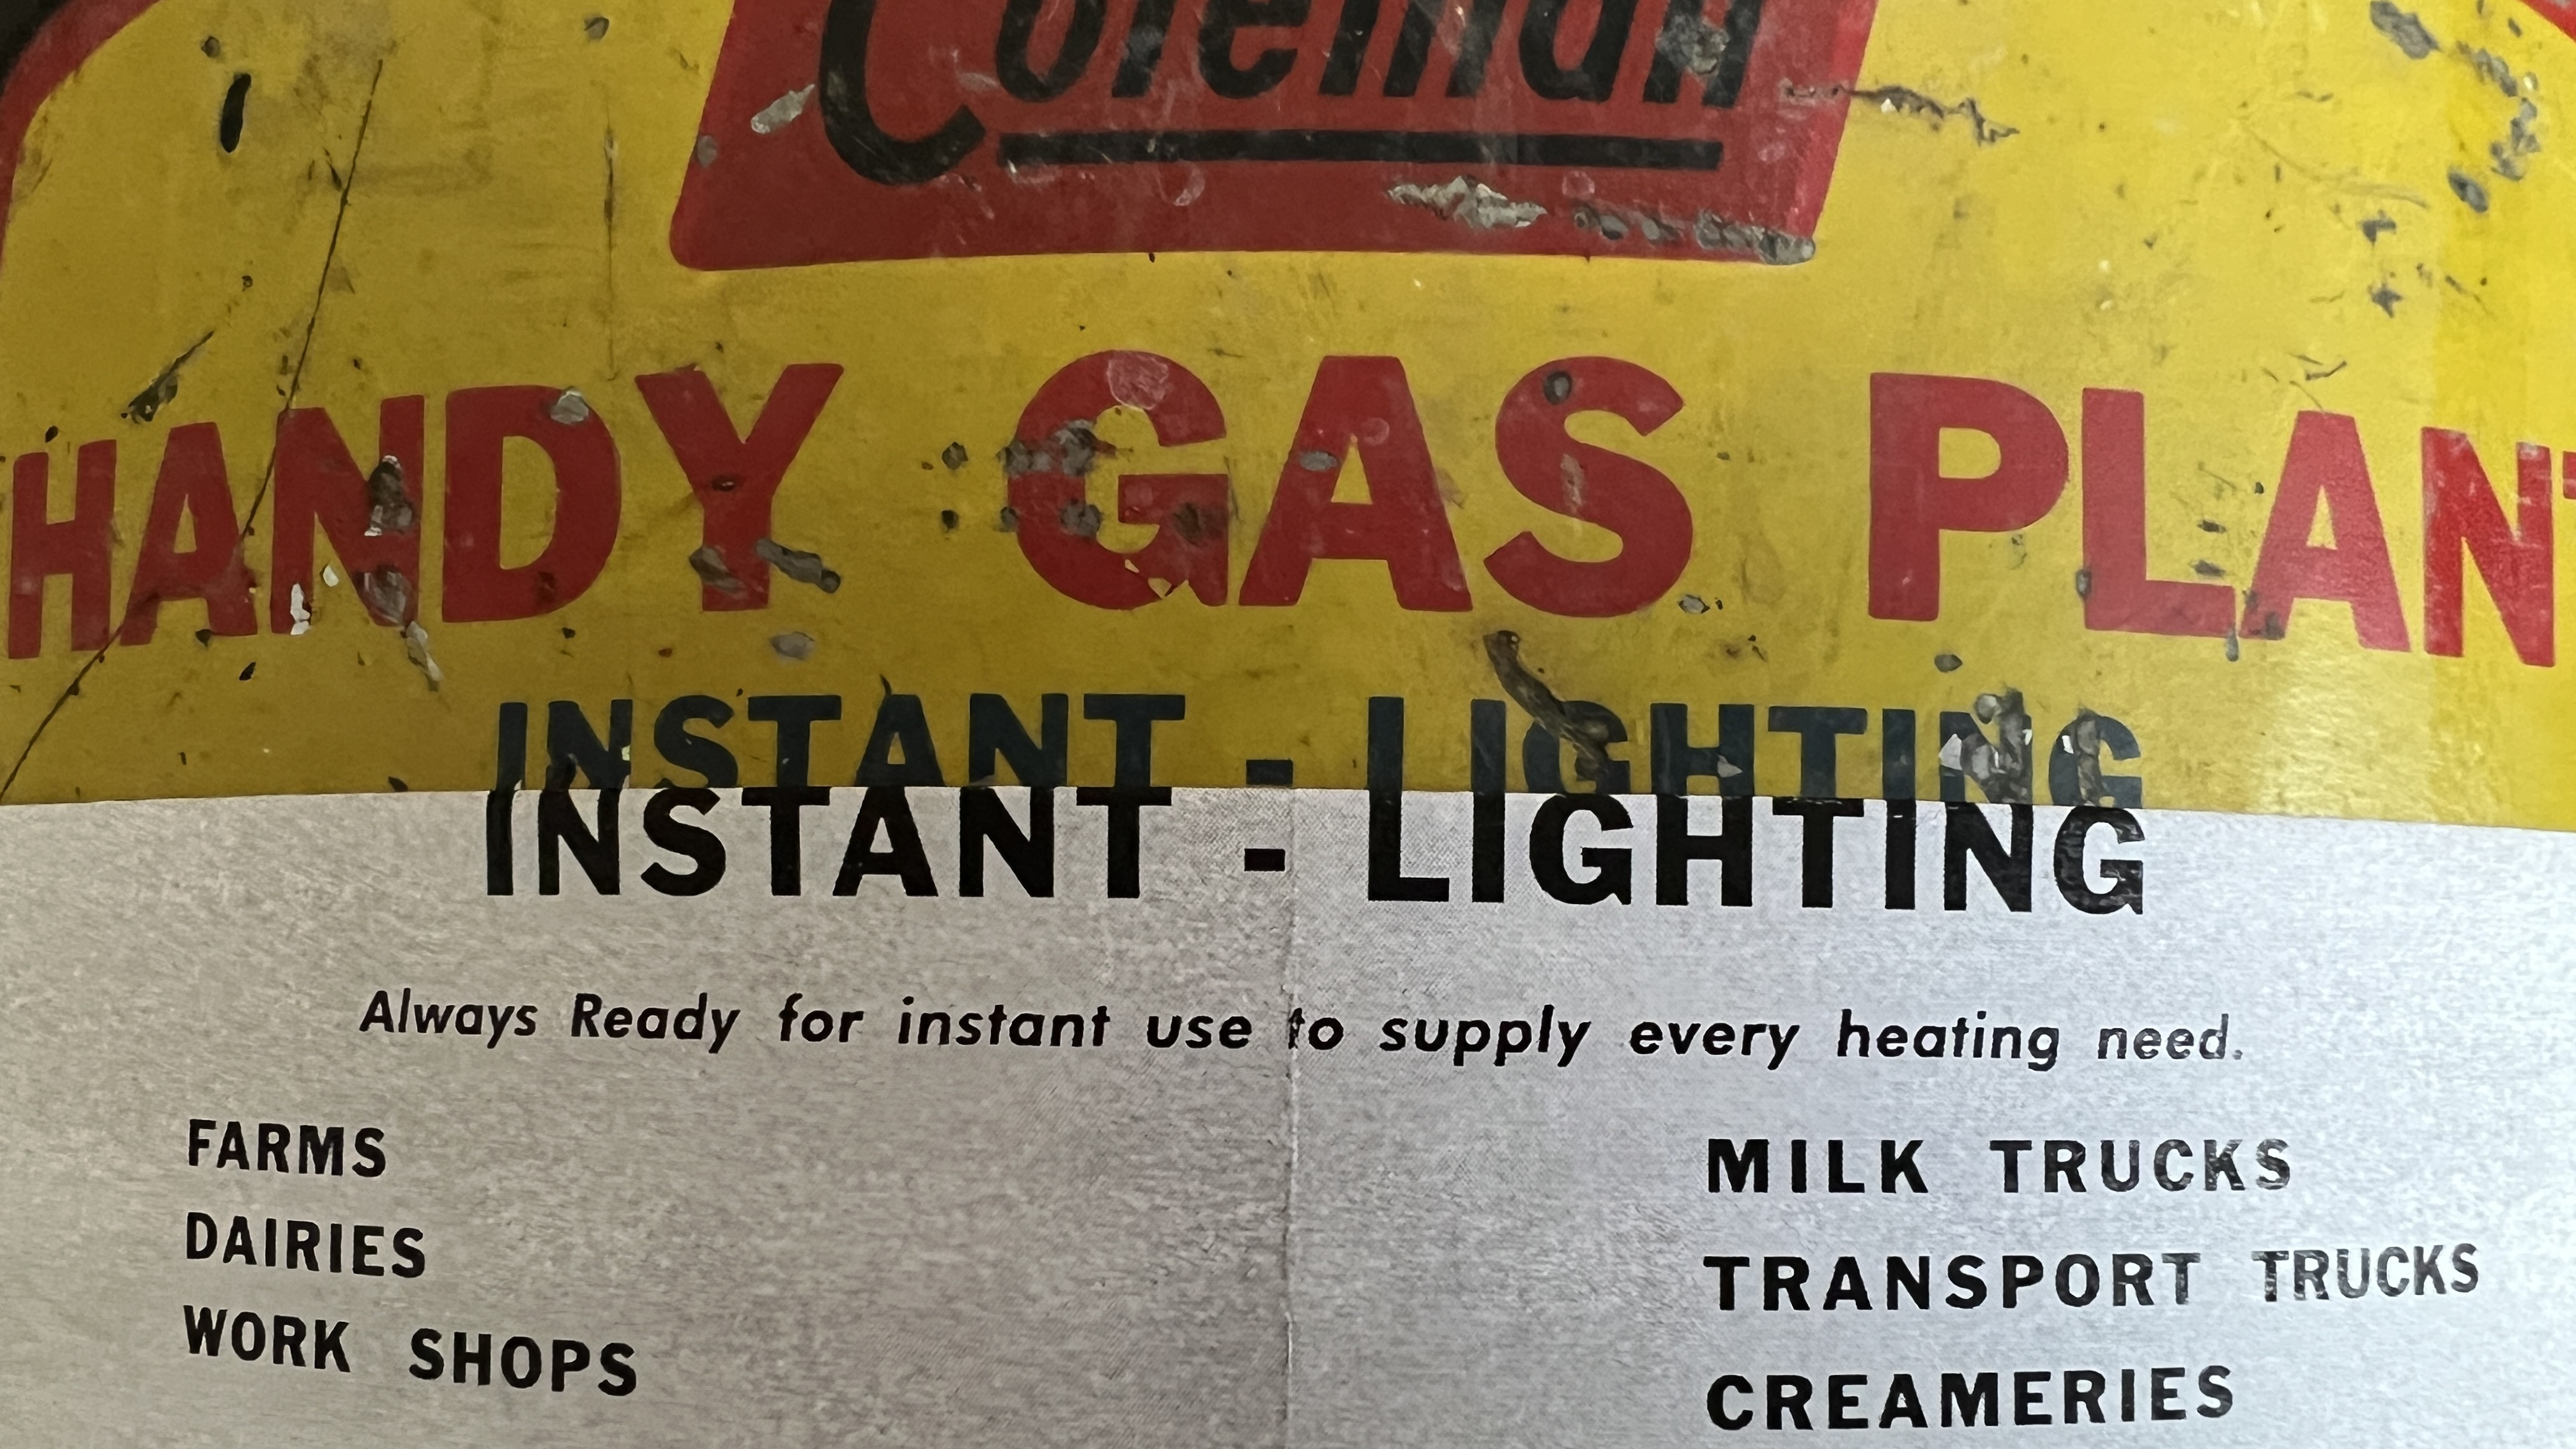 Coleman
HANDY GAS PLANT
INSTANT - LIGHTING
INSTANT - LIGHTING
Always Ready for instant use to supply every heating need.
FARMS
DAIRIES
WORK SHOPS
MILK TRUCKS
TRANSPORT TRUCKS
CREAMERIES